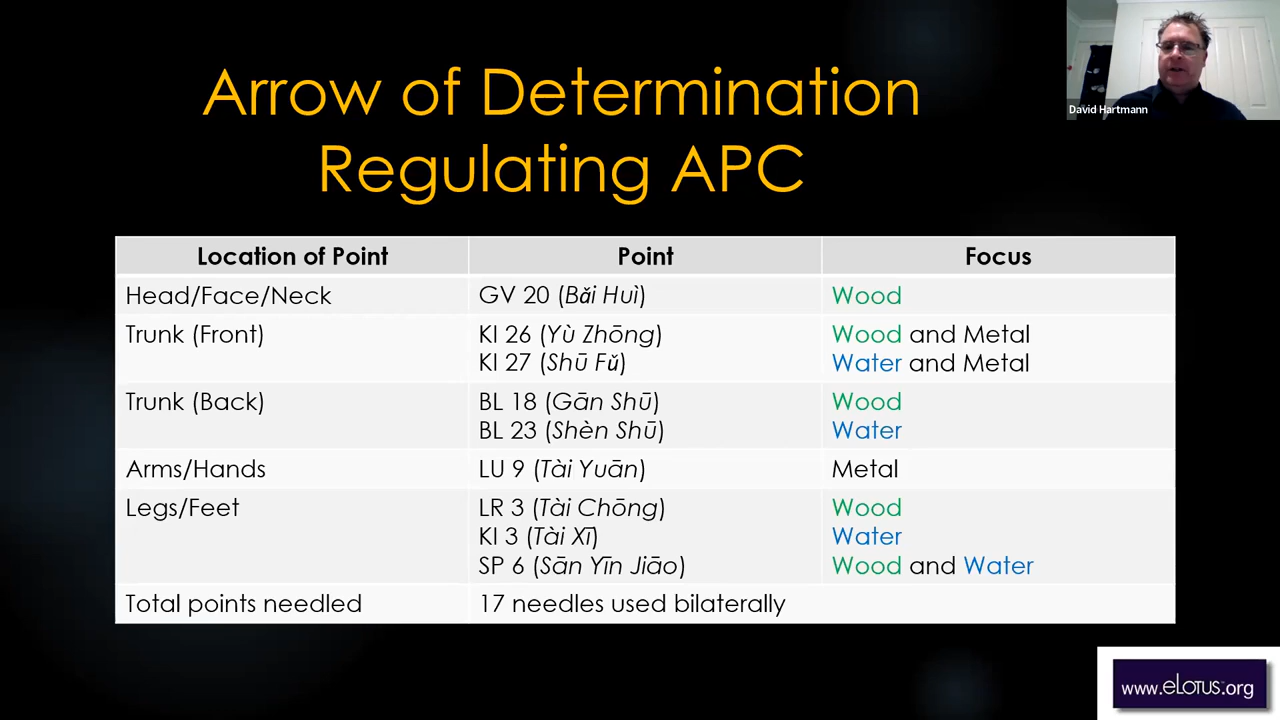 Arrow of Determination
Regulating APC
David Hartmann
Location of Point Point Focus
Head/Face/Neck GV 20 (Bǎi Huì) Wood
Trunk (Front) KI 26 (Yù Zhōng) Wood and Metal
KI 27 (Shū Fǔ) Water and Metal
Trunk (Back) BL 18 (Gān Shū) Wood
BL 23 (Shèn Shū) Water
Arms/Hands LU 9 (Tài Yuān) Metal
Legs/Feet LR 3 (Tài Chōng) Wood
KI 3 (Tài Xī) Water
SP 6 (Sān Yīn Jiāo) Wood and Water
Total points needled 17 needles used bilaterally
www.eLotus.org